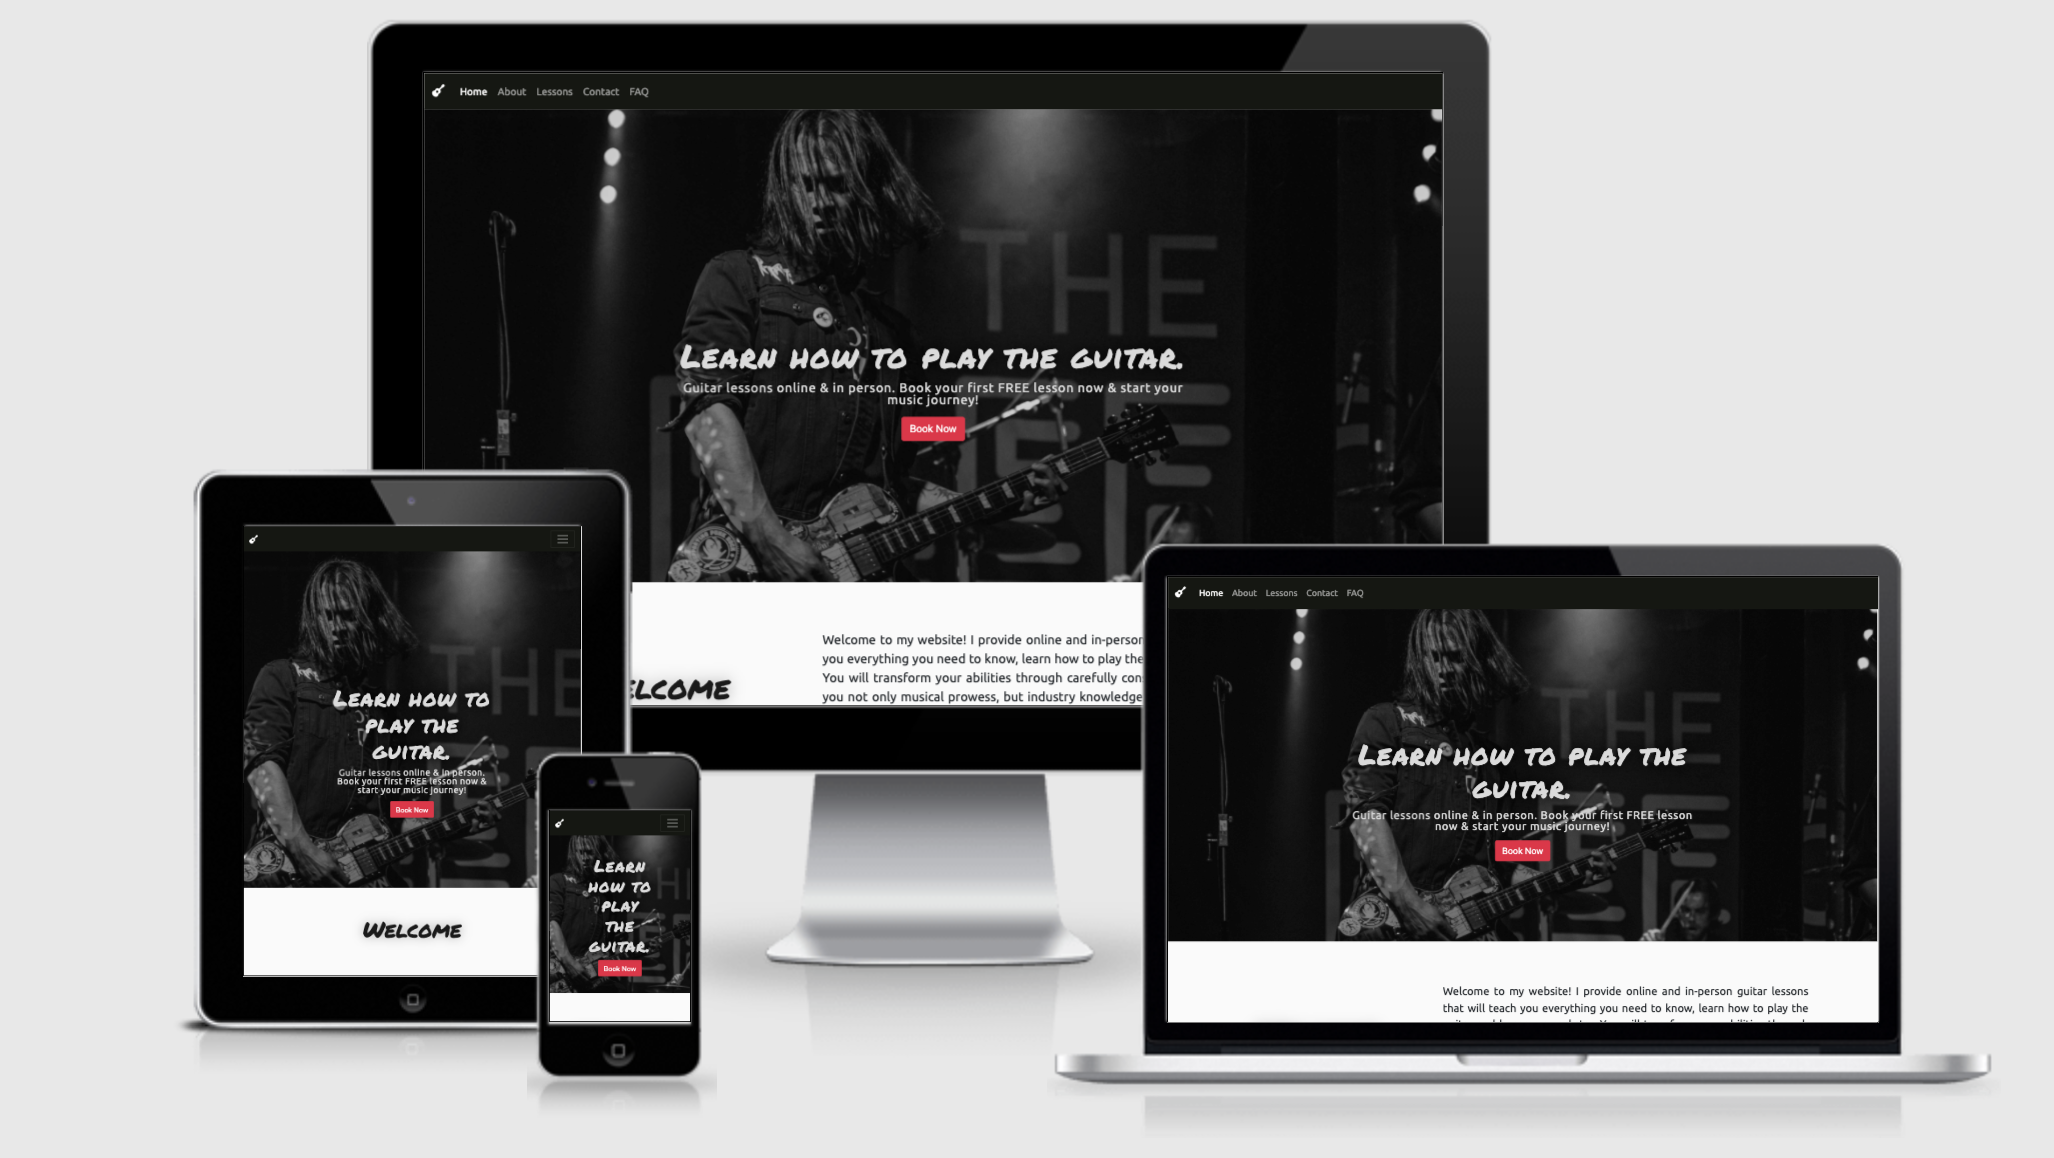 Home About Lessons Contact FAQ
THE
Learn how to play the guitar.
Guitar lessons online & in person. Book your first FREE lesson now & start your
music journey!
Book Now
Welcome to my website! I provide online and in-person
you everything you need to know, learn how to play the
You will transform your abilities through carefully con
you not only musical prowess, but industry knowledge
ELCOME
THE
Learn how to
play the
guitar.
Guitar lessons online & in person.
Book your first FREE lesson now &
start your music journey!
Book Now
Welcome
Learn
how to
play
the
guitar.
Book Now
Home About Lessons Contact FAQ
THE
Learn how to play the
guitar.
Guitar lessons online & in person. Book your first FREE lesson
now & start your music journey!
Book Now
Welcome to my website! I provide online and in-person guitar lessons
that will teach you everything you need to know, learn how to play the